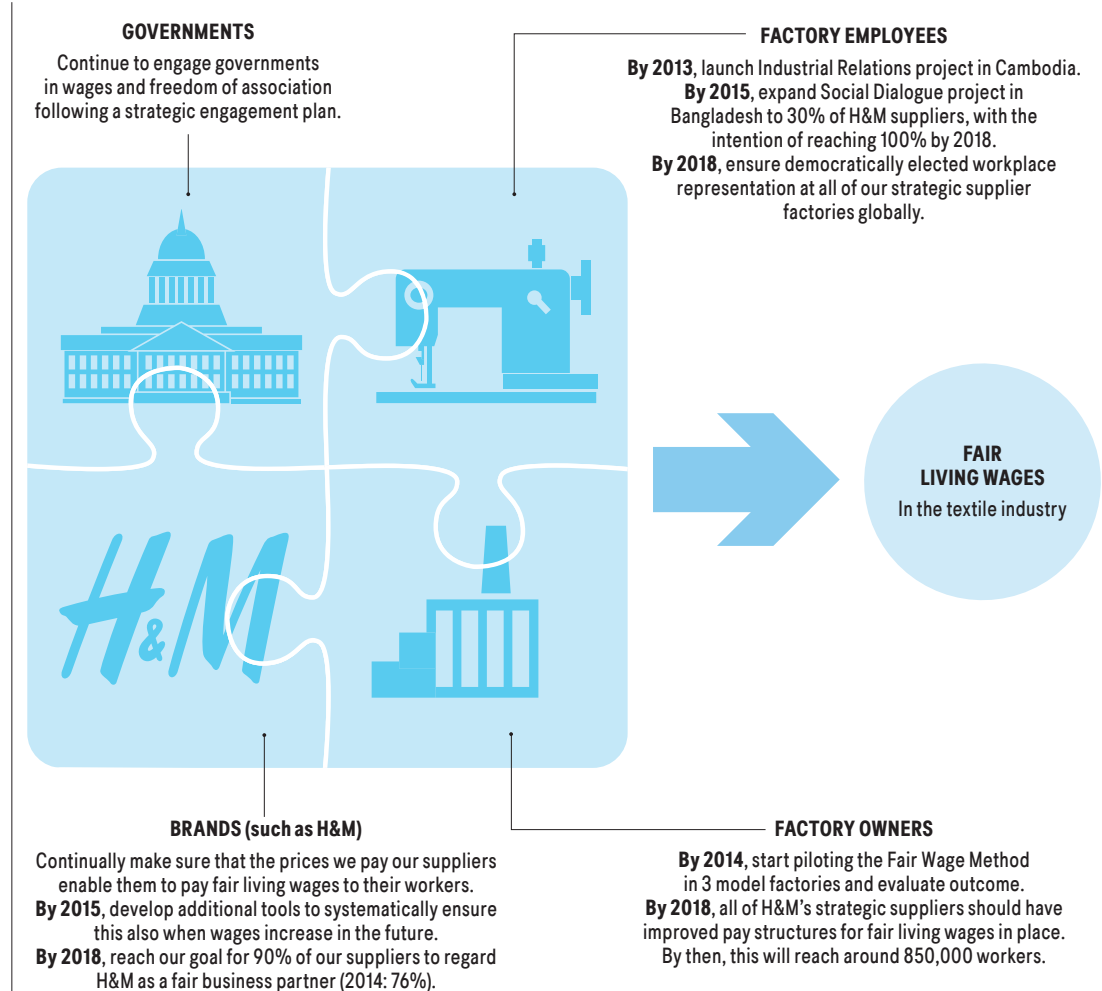 GOVERNMENTS
Continue to engage governments
in wages and freedom of association
following a strategic engagement plan.
FACTORY EMPLOYEES
By 2013, launch Industrial Relations project in Cambodia.
By 2015, expand Social Dialogue project in
Bangladesh to 30% of H&M suppliers, with the
intention of reaching 100% by 2018.
By 2018, ensure democratically elected workplace
representation at all of our strategic supplier
factories globally.
H&M
FAIR
LIVING WAGES
In the textile industry
BRANDS (such as H&M)
Continually make sure that the prices we pay our suppliers
enable them to pay fair living wages to their workers.
By 2015, develop additional tools to systematically ensure
this also when wages increase in the future.
By 2018, reach our goal for 90% of our suppliers to regard
H&M as a fair business partner (2014: 76%).
FACTORY OWNERS
By 2014, start piloting the Fair Wage Method
in 3 model factories and evaluate outcome.
By 2018, all of H&M's strategic suppliers should have
improved pay structures for fair living wages in place.
By then, this will reach around 850,000 workers.